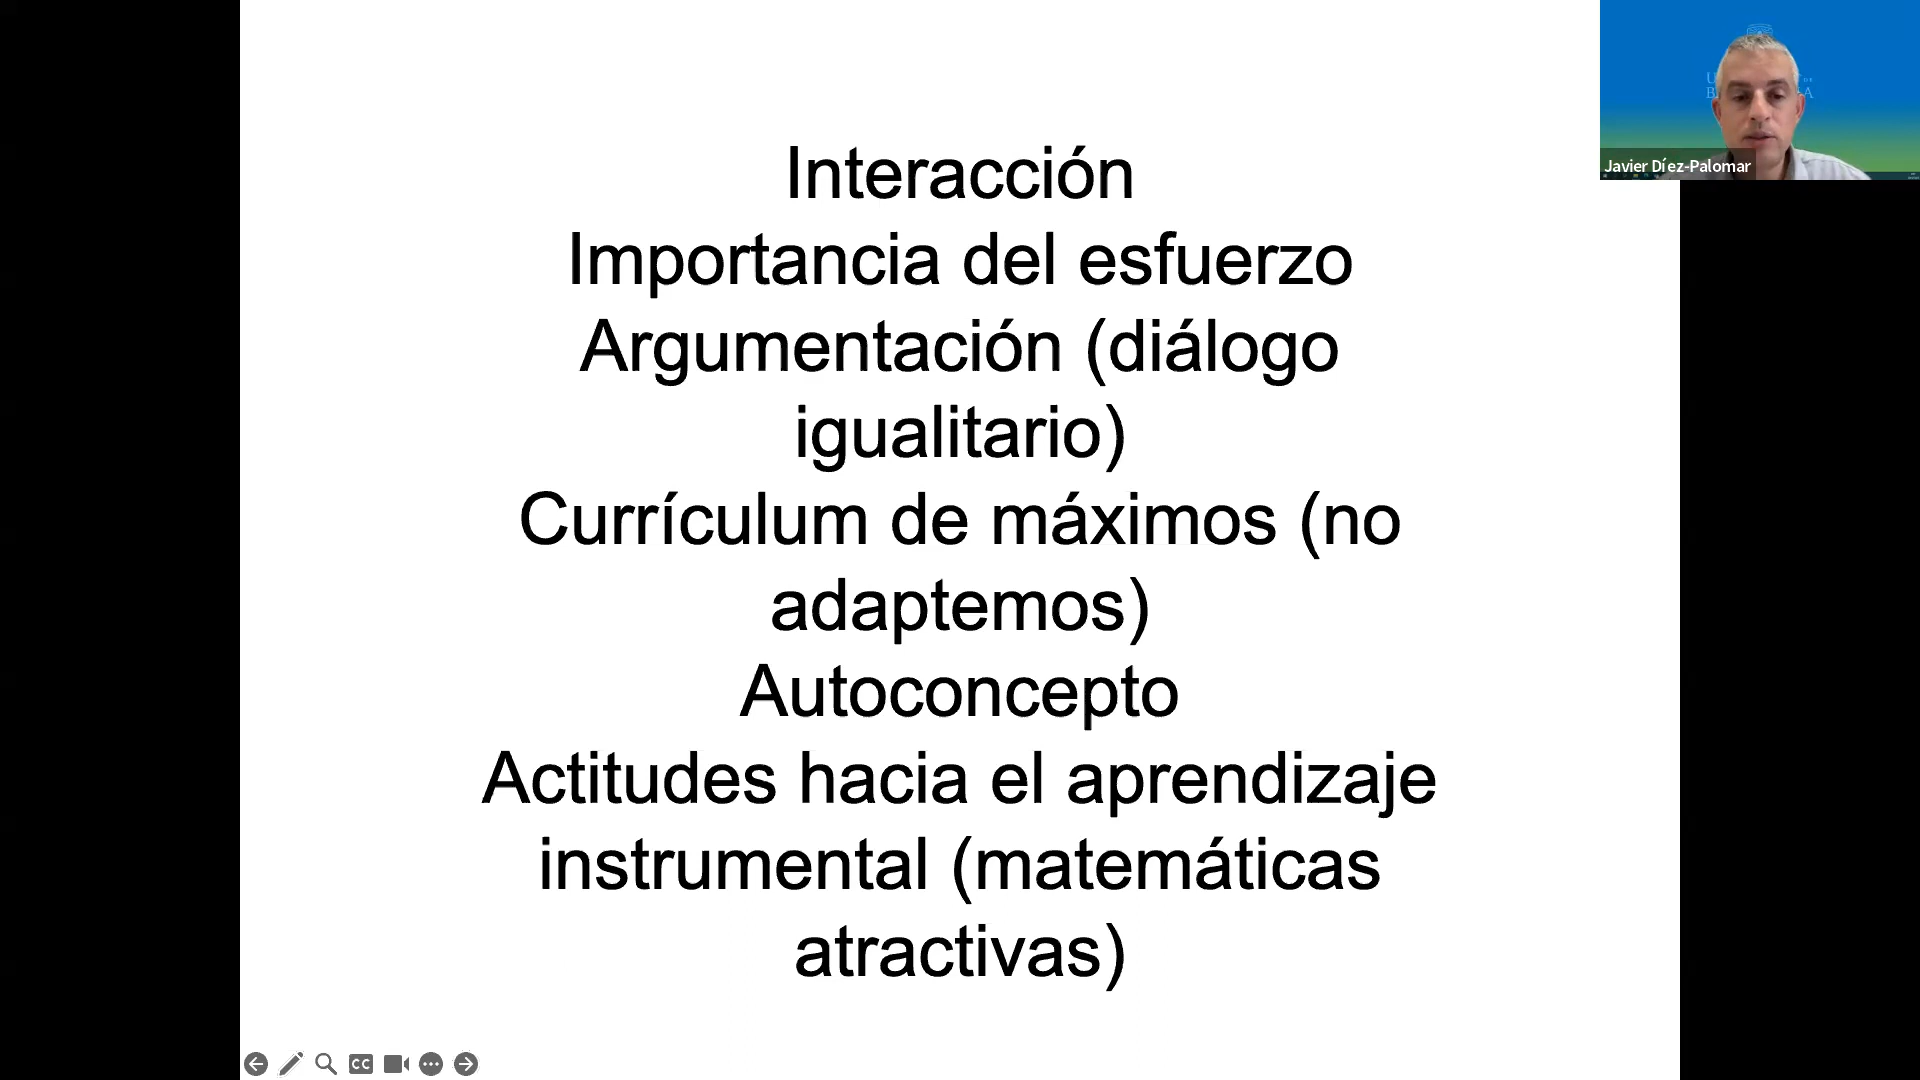 Interacción
Importancia del esfuerzo
Argumentación (diálogo
igualitario)
Currículum de máximos (no
adaptemos)
Autoconcepto
Actitudes hacia el aprendizaje
instrumental (matemáticas
atractivas)
Javier Díez-Palomar
CC